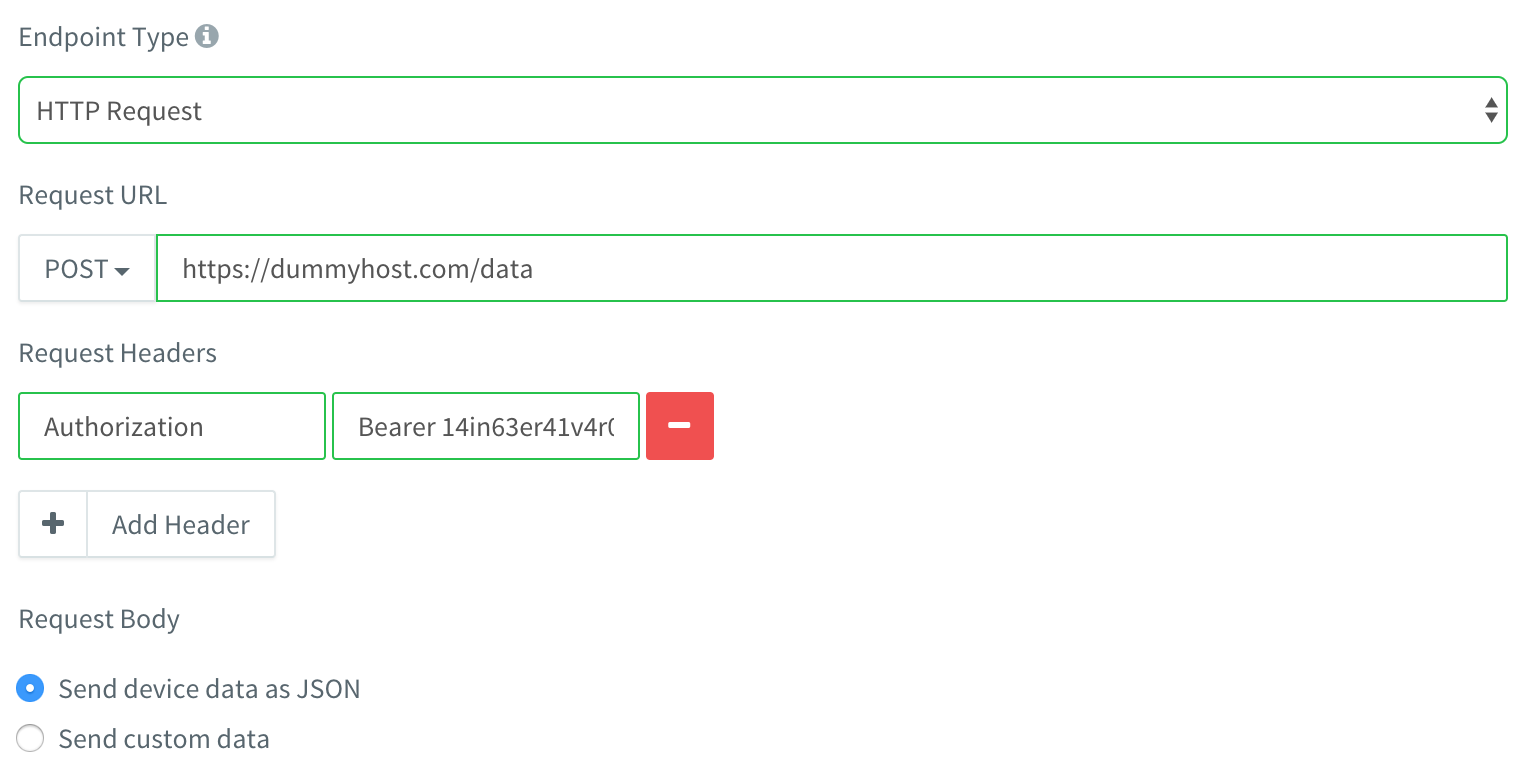 Endpoint Type
HTTP Request
Request URL
POST https://dummyhost.com/data
Request Headers
Authorization Bearer 14in63er41v4r
Add Header
Request Body
Send device data as JSON
Send custom data